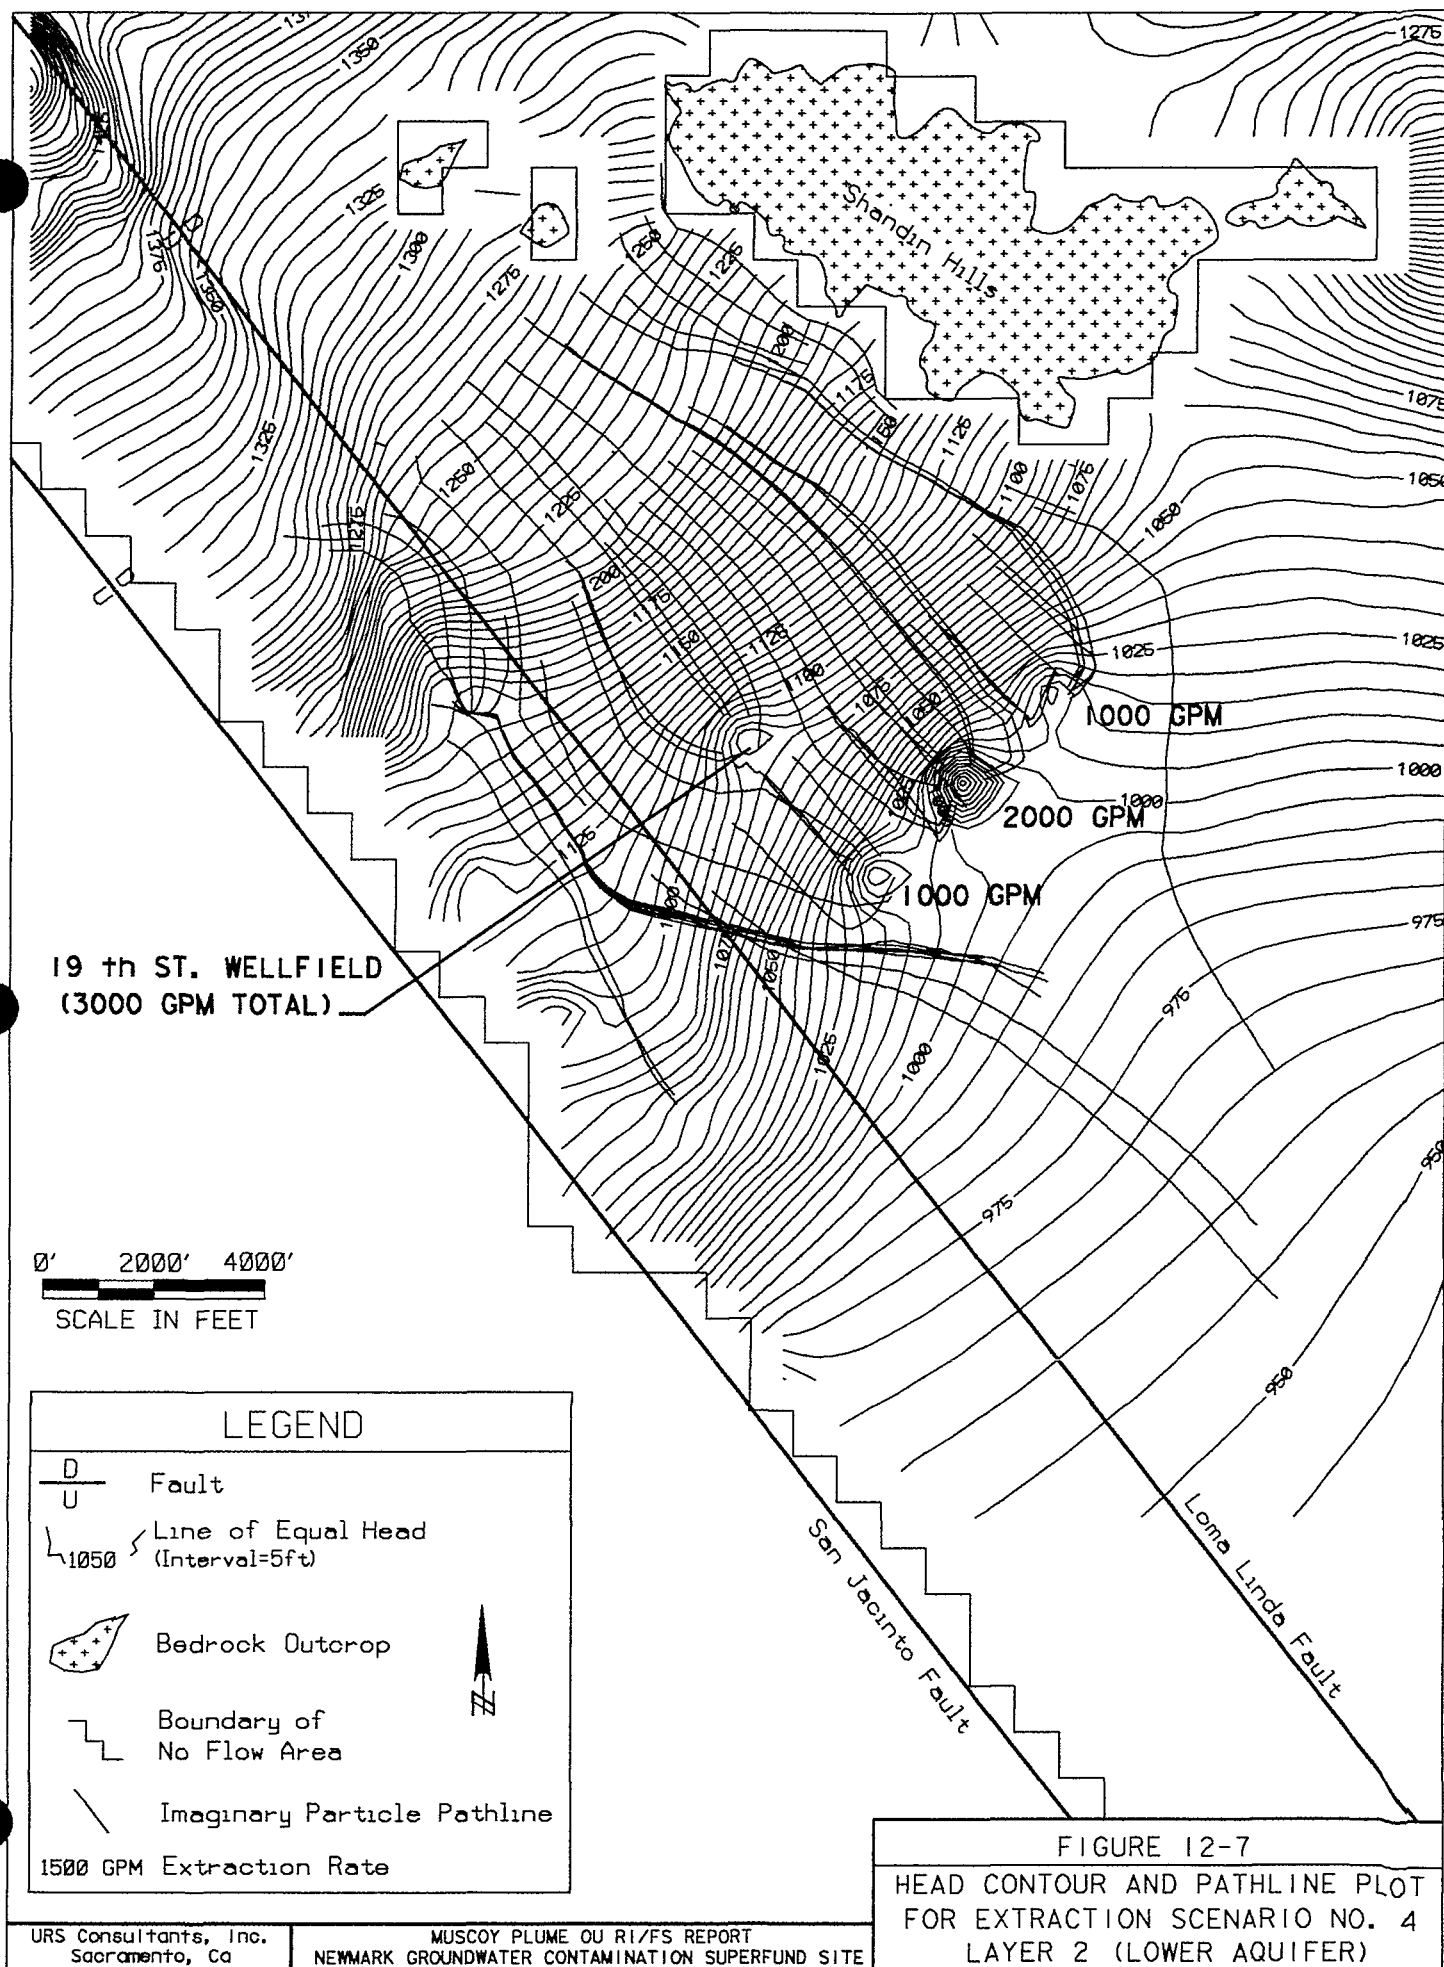 1350
1275
1325
1300
1275
1250
1225
1375
1350
Shandin Hills
1200
1175
1150
1125
1100
1075
1075
1050
1050
1325
1275
1250
1225
1200
1175
1150
1125
1100
1075
1050
1025
1025
1000 GPM
1000
1000
2000 GPM
1000 GPM
1125
1100
1075
1050
1025
1000
975
975
975
950
950
19 th ST. WELLFIELD
(3000 GPM TOTAL)
D
U
0' 2000' 4000'
SCALE IN FEET
San Jacinto Fault
Loma Linda Fault
LEGEND
D
U
Fault
1050
Line of Equal Head
(Interval=5ft)
Bedrock Outcrop
N
Boundary of
No Flow Area
Imaginary Particle Pathline
1500 GPM Extraction Rate
FIGURE 12-7
HEAD CONTOUR AND PATHLINE PLOT
FOR EXTRACTION SCENARIO NO. 4
LAYER 2 (LOWER AQUIFER)
URS Consultants, Inc.
Sacramento, Ca
MUSCOY PLUME OU RI/FS REPORT
NEWMARK GROUNDWATER CONTAMINATION SUPERFUND SITE